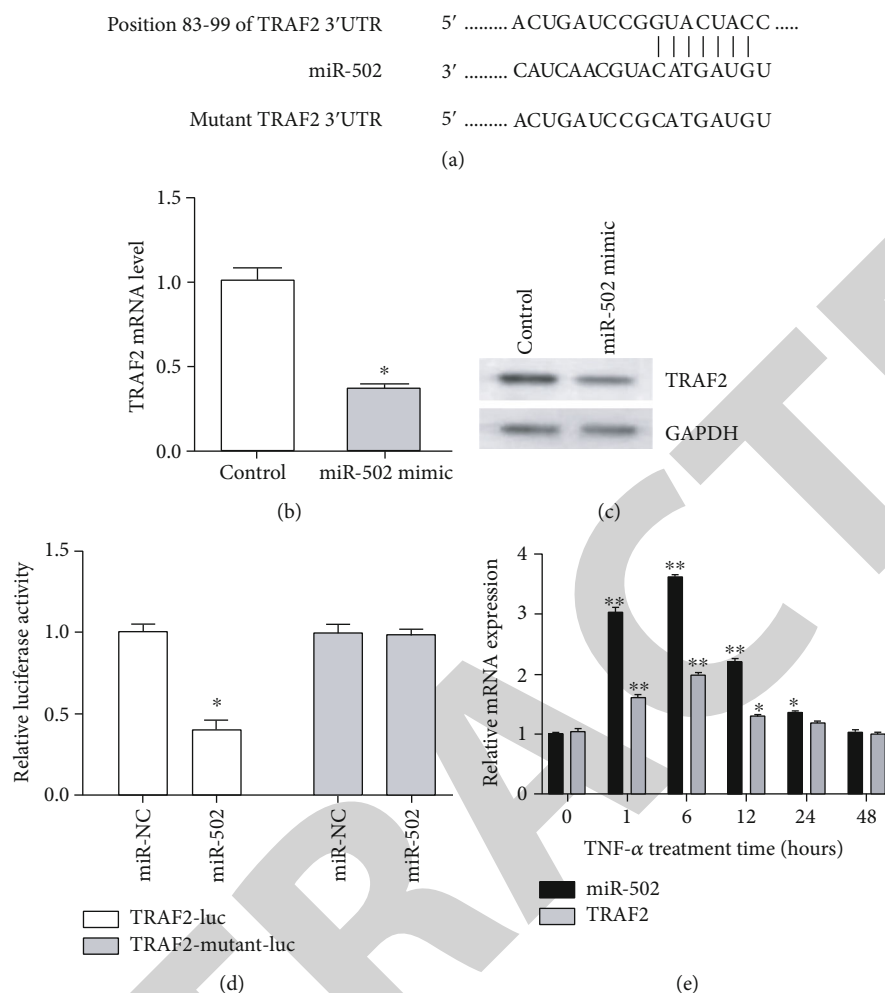 Position 83-99 of TRAF2 3′UTR 5′ ......... ACUGAUCCGGUACUACC .....
miR-502 3′ ......... CAUCAACGUACATGAUGU
Mutant TRAF2 3′UTR 5′ ......... ACUGAUCCGCATGAUGU
(a)
1.5
1.0
0.5
0.0
TRAF2 mRNA level
*
Control miR-502 mimic
(b)
Control
miR-502 mimic
TRAF2
GAPDH
(c)
1.5
1.0
0.5
0.0
Relative luciferase activity
*
miR-NC
miR-502
miR-NC
miR-502
TRAF2-luc
TRAF2-mutant-luc
(d)
4
3
2
1
0
Relative mRNA expression
**
**
**
**
**
*
*
0 1 6 12 24 48
TNF-α treatment time (hours)
miR-502
TRAF2
(e)
RACT